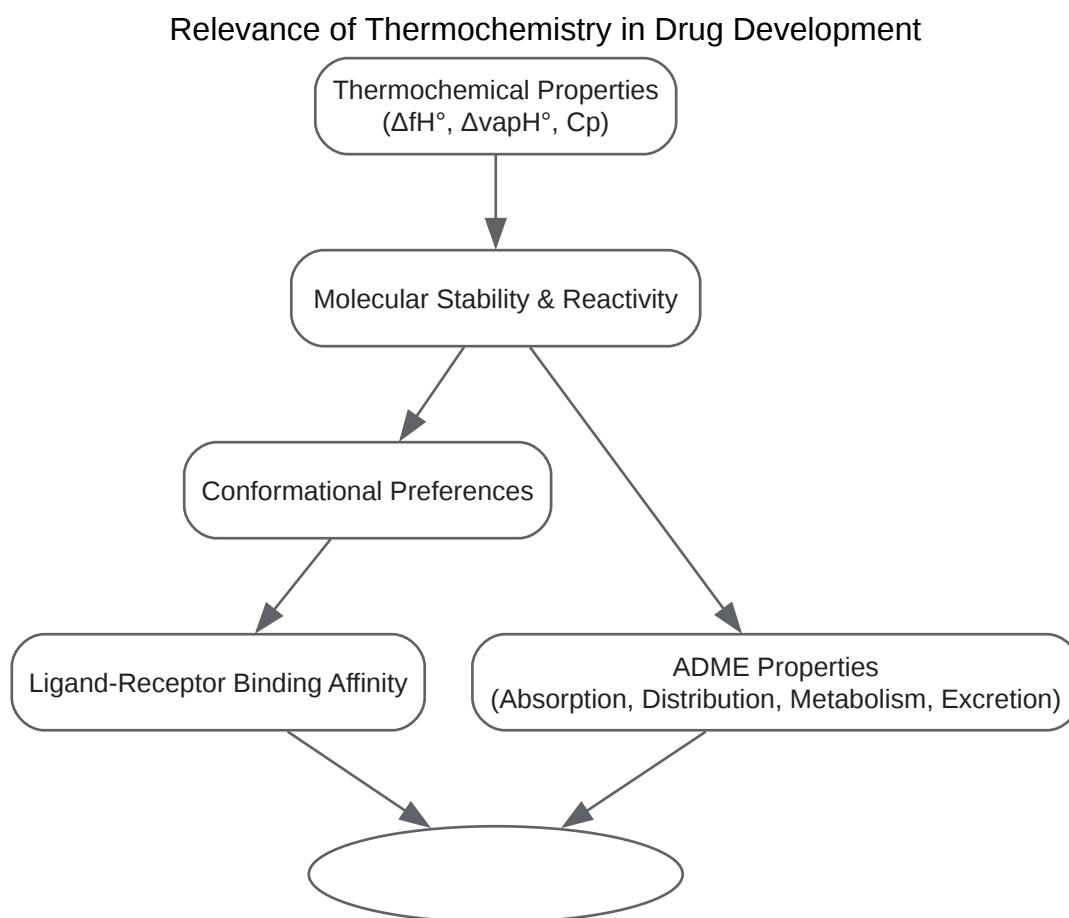 Relevance of Thermochemistry in Drug Development
Thermochemical Properties
(ΔfH°, ΔvapH°, Cp)
Molecular Stability & Reactivity
Conformational Preferences
Ligand-Receptor Binding Affinity
ADME Properties
(Absorption, Distribution, Metabolism, Excretion)